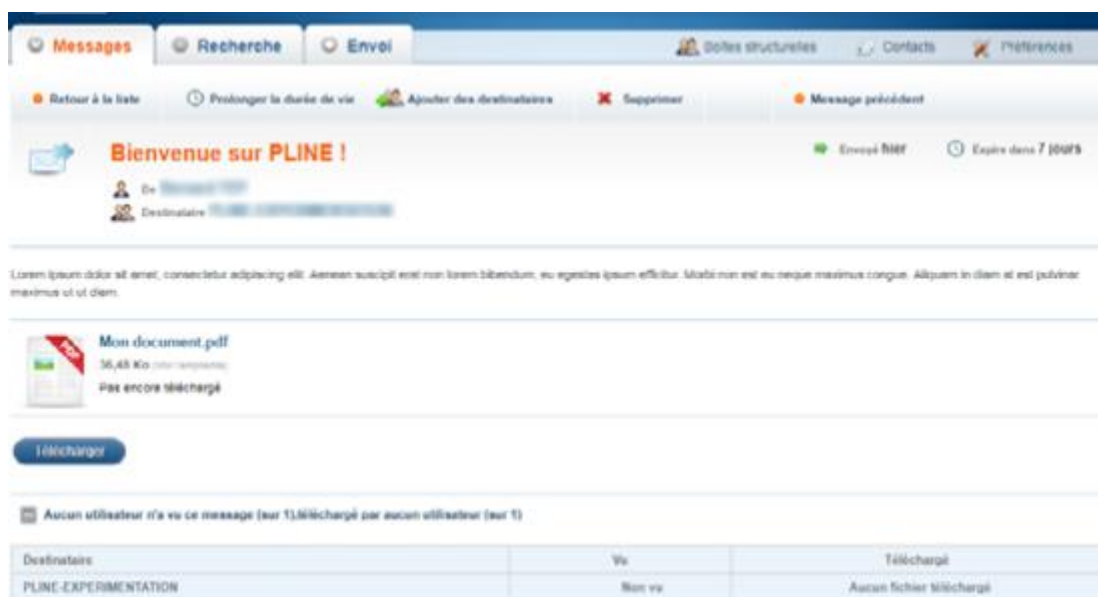 Messages Recherche Envoi Boîtes structurelles Contacts Préférences
Retour à la liste Prolonger la durée de vie Ajouter des destinataires Supprimer Message précédent
Bienvenue sur PLINE ! Envoyé hier Expire dans 7 jours
De
Destinataire
Lorem ipsum dolor sit amet, consectetur adipiscing elit. Aenean suscipit erat non lorem bibendum, eu egestas ipsum efficitur. Morbi non est eu neque maximus congue. Aliquam in diam at est pulvinar
maximus ut ut diam.
PDF
Mon document.pdf
36,48 Ko
Pas encore téléchargé
Télécharger
Aucun utilisateur n'a vu ce message (sur 1),téléchargé par aucun utilisateur (sur 1)
Destinataire Vu Téléchargé
PLINE-EXPERIMENTATION Non vu Aucun fichier téléchargé